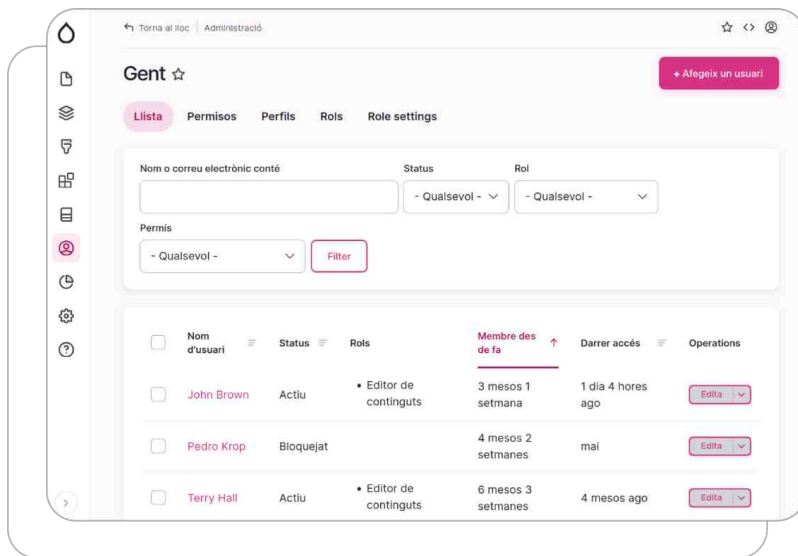 Torna al lloc | Administració
Gent
+ Afegeix un usuari
Llista Permisos Perfils Rols Role settings
Nom o correu electrònic conté Status Rol
- Qualsevol - - Qualsevol -
Permís
- Qualsevol - Filter
Nom d'usuari Status Rols Membre des de fa Darrer accés Operations
John Brown Actiu • Editor de continguts 3 mesos 1 setmana 1 dia 4 hores ago Edita
Pedro Krop Bloquejat 4 mesos 2 setmanes mai Edita
Terry Hall Actiu • Editor de continguts 6 mesos 3 setmanes 4 mesos ago Edita